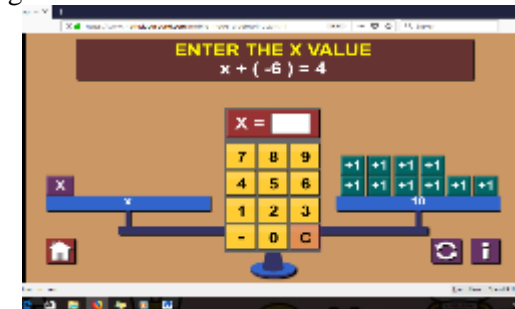 ENTER THE X VALUE
x + ( -6 ) = 4
X =
7 8 9
+1 +1 +1 +1
4 5 6
X
+1 +1 +1 +1 +1 +1
x
10
1 2 3
- 0 C
i